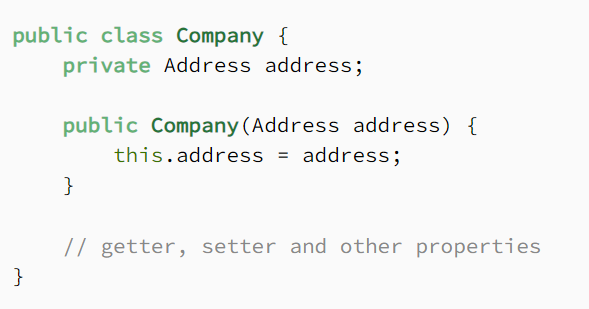 public class Company {
    private Address address;

    public Company(Address address) {
        this.address = address;
    }

    // getter, setter and other properties
}